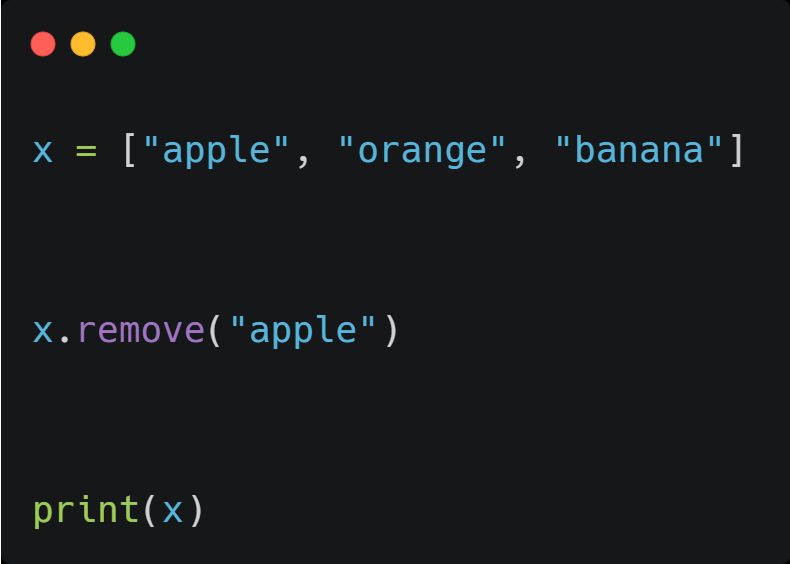 x = ["apple", "orange", "banana"]
x.remove("apple")
print(x)